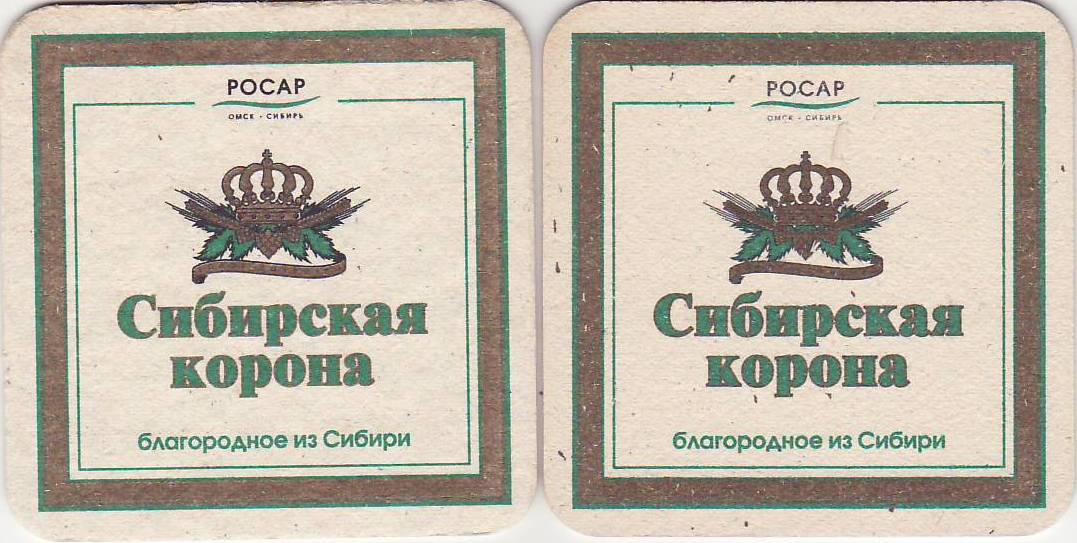 РОСАР
ОМСК - СИБИРЬ
Сибирская
корона
благородное из Сибири
РОСАР
ОМСК - СИБИРЬ
Сибирская
корона
благородное из Сибири